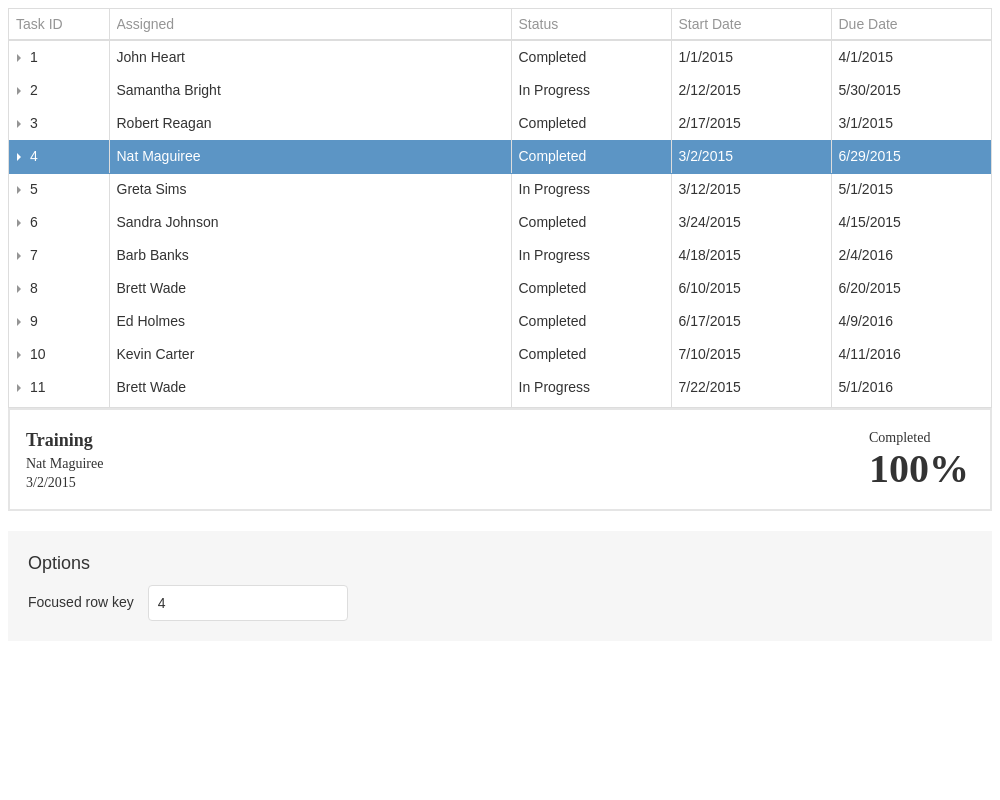 Task ID Assigned Status Start Date Due Date
1 John Heart Completed 1/1/2015 4/1/2015
2 Samantha Bright In Progress 2/12/2015 5/30/2015
3 Robert Reagan Completed 2/17/2015 3/1/2015
4 Nat Maguiree Completed 3/2/2015 6/29/2015
5 Greta Sims In Progress 3/12/2015 5/1/2015
6 Sandra Johnson Completed 3/24/2015 4/15/2015
7 Barb Banks In Progress 4/18/2015 2/4/2016
8 Brett Wade Completed 6/10/2015 6/20/2015
9 Ed Holmes Completed 6/17/2015 4/9/2016
10 Kevin Carter Completed 7/10/2015 4/11/2016
11 Brett Wade In Progress 7/22/2015 5/1/2016
Training
Nat Maguiree
3/2/2015
Completed
100%
Options
Focused row key 4